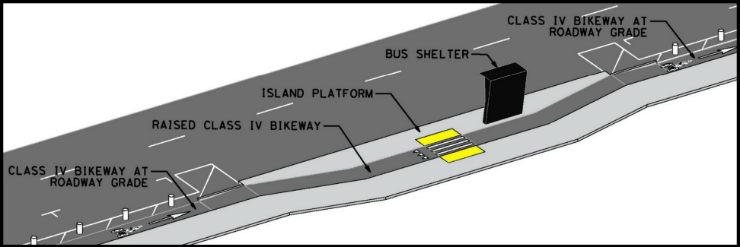 CLASS IV BIKEWAY AT
ROADWAY GRADE
BUS SHELTER
ISLAND PLATFORM
RAISED CLASS IV BIKEWAY
CLASS IV BIKEWAY AT
ROADWAY GRADE